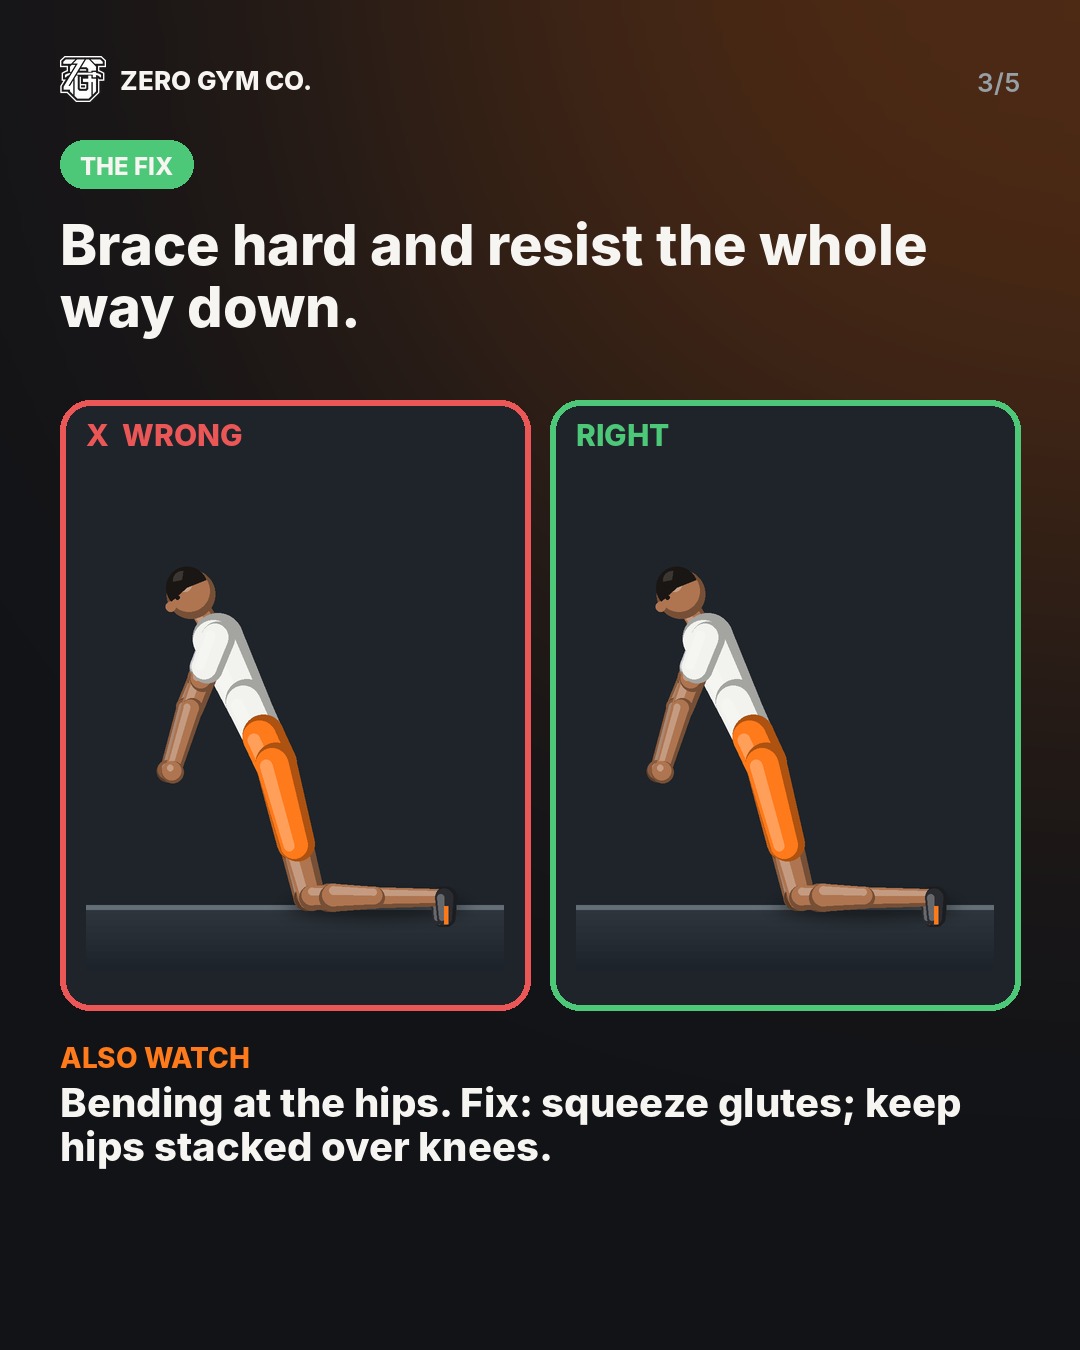 ZERO GYM CO.
3/5
THE FIX
Brace hard and resist the whole
way down.
X WRONG
RIGHT
ALSO WATCH
Bending at the hips. Fix: squeeze glutes; keep
hips stacked over knees.